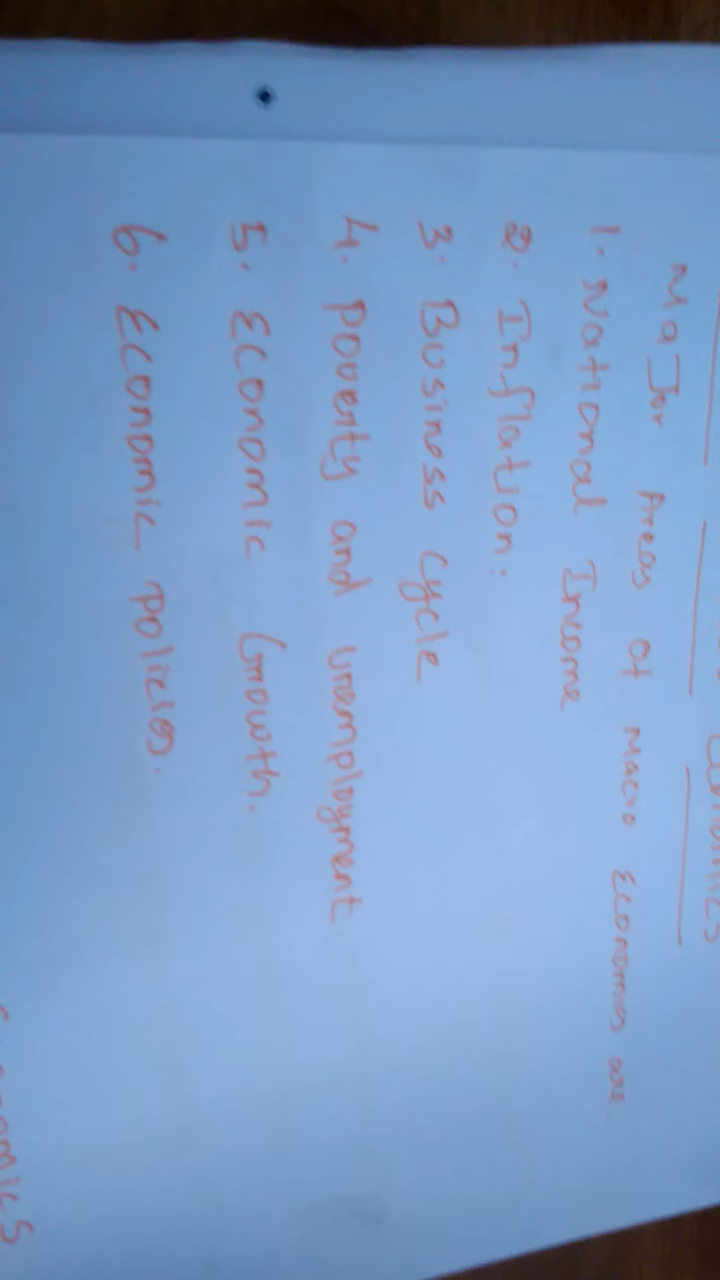 Major Areas of Macro Economics are.
1. National Income
2. Inflation.
3. Business Cycle
4. Poverty and unemployment
5. Economic Growth.
6. Economic policies.